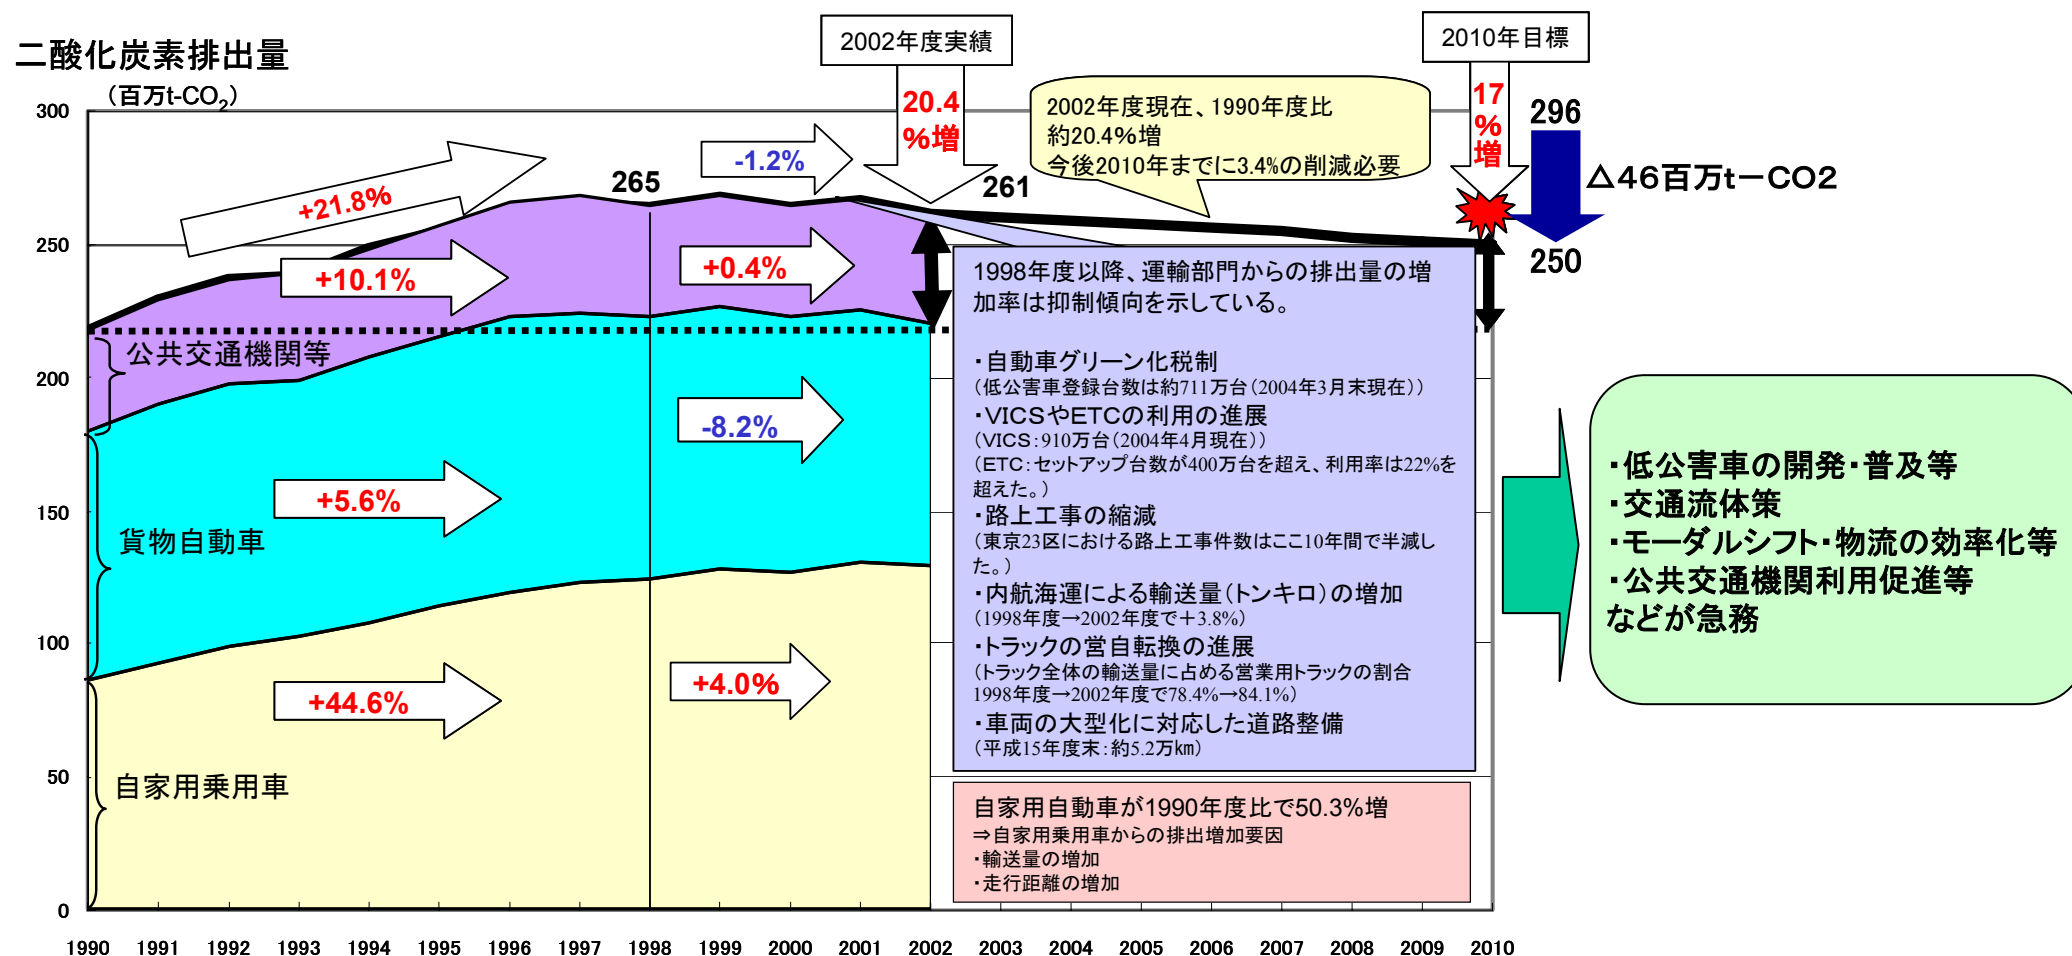 二酸化炭素排出量
（百万t-CO2）
2002年度実績
20.4
%増
2010年目標
17
%
増
2002年度現在、1990年度比
約20.4％増
今後2010年までに3.4%の削減必要
296
△46百万t－CO2
250
+21.8%
265
-1.2%
261
+10.1%
+0.4%
公共交通機関等
-8.2%
+5.6%
貨物自動車
+44.6%
+4.0%
自家用乗用車
1998年度以降、運輸部門からの排出量の増
加率は抑制傾向を示している。
・自動車グリーン化税制
（低公害車登録台数は約711万台（2004年3月末現在））
・VICSやETCの利用の進展
（VICS：910万台（2004年4月現在））
（ETC：セットアップ台数が400万台を超え、利用率は22%を
超えた。）
・路上工事の縮減
（東京23区における路上工事件数はここ10年間で半減し
た。）
・内航海運による輸送量（トンキロ）の増加
（1998年度→2002年度で＋3.8%）
・トラックの営自転換の進展
（トラック全体の輸送量に占める営業用トラックの割合
1998年度→2002年度で78.4%→84.1%）
・車両の大型化に対応した道路整備
（平成15年度末：約5.2万㎞）
自家用自動車が1990年度比で50.3%増
⇒自家用乗用車からの排出増加要因
・輸送量の増加
・走行距離の増加
・低公害車の開発・普及等
・交通流体策
・モーダルシフト・物流の効率化等
・公共交通機関利用促進等
などが急務
300
250
200
150
100
50
0
1990 1991 1992 1993 1994 1995 1996 1997 1998 1999 2000 2001 2002 2003 2004 2005 2006 2007 2008 2009 2010